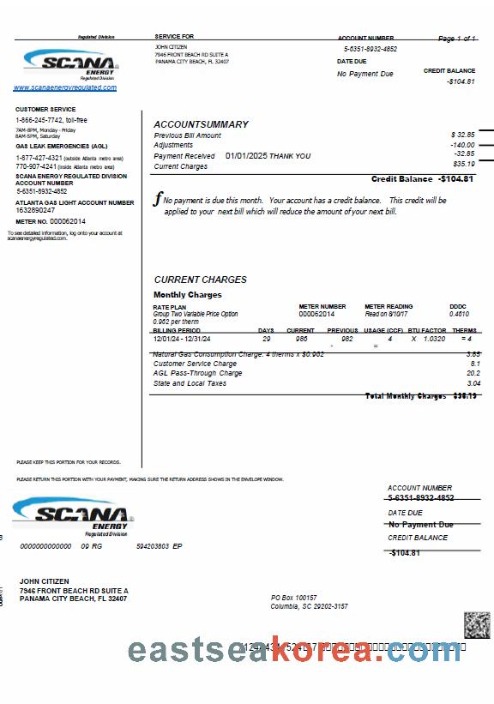 Regulated Division
SERVICE FOR
ACCOUNT NUMBER
Page 1 of 1
JOHN CITIZEN
7946 FRONT BEACH RD SUITE A
PANAMA CITY BEACH, FL 32407
5-6351-8932-4852
DATE DUE
No Payment Due
CREDIT BALANCE
-$104.81
SCANA
ENERGY
Regulated Division
www.scanaenergyregulated.com
CUSTOMER SERVICE
1-866-245-7742, toll-free
7AM-8PM, Monday - Friday
8AM-5PM, Saturday
GAS LEAK EMERGENCIES (AGL)
1-877-427-4321 (outside Atlanta metro area)
770-907-4241 (inside Atlanta metro area)
SCANA ENERGY REGULATED DIVISION
ACCOUNT NUMBER
5-6351-8932-4852
ATLANTA GAS LIGHT ACCOUNT NUMBER
1632890247
METER NO. 000062014
To see detailed information, log onto your account at
scanaenergyregulated.com.
ACCOUNTSUMMARY
Previous Bill Amount $ 32.85
Adjustments -140.00
Payment Received 01/01/2025 THANK YOU -32.85
Current Charges $35.19
Credit Balance -$104.81
No payment is due this month. Your account has a credit balance. This credit will be
applied to your next bill which will reduce the amount of your next bill.
CURRENT CHARGES
Monthly Charges
RATE PLAN METER NUMBER METER READING DDDC
Group Two Variable Price Option 000062014 Read on 8/10/17 0.4610
0.962 per therm
BILLING PERIOD DAYS CURRENT PREVIOUS USAGE (CCF) BTU FACTOR THERMS
12/01/24 - 12/31/24 29 986 982 4 X 1.0320 = 4
- =
Natural Gas Consumption Charge: 4 therms x $0.962 3.85
Customer Service Charge 8.1
AGL Pass-Through Charge 20.2
State and Local Taxes 3.04
Total Monthly Charges $35.19
PLEASE KEEP THIS PORTION FOR YOUR RECORDS.
PLEASE RETURN THIS PORTION WITH YOUR PAYMENT, MAKING SURE THE RETURN ADDRESS SHOWS IN THE ENVELOPE WINDOW.
SCANA
ENERGY
Regulated Division
ACCOUNT NUMBER
5-6351-8932-4852
DATE DUE
No Payment Due
CREDIT BALANCE
-$104.81
0000000000000 09 RG 594203803 EP
JOHN CITIZEN
7946 FRONT BEACH RD SUITE A
PANAMA CITY BEACH, FL 32407
PO Box 100157
Columbia, SC 29202-3157
eastseakorea.com